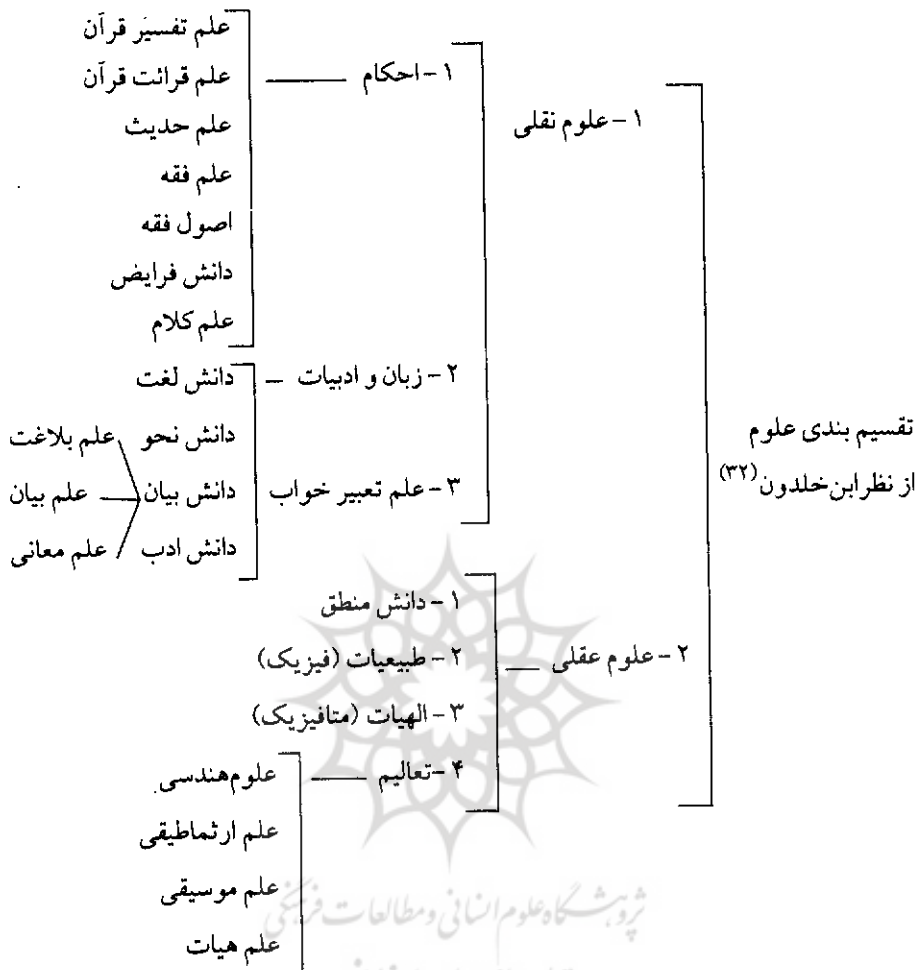 تقسیم بندی علوم
از نظر ابن‌خلدون (۳۲)
۱ - علوم نقلی
۱ - احکام
علم تفسیر قرآن
علم قرائت قرآن
علم حدیث
علم فقه
اصول فقه
دانش فرایض
علم کلام
۲ - زبان و ادبیات
دانش لغت
دانش نحو
دانش بیان
علم بلاغت
علم بیان
علم معانی
دانش ادب
۳ - علم تعبیر خواب
۲ - علوم عقلی
۱ - دانش منطق
۲ - طبیعیات (فیزیک)
۳ - الهیات (متافیزیک)
۴ - تعالیم
علوم هندسی
علم ارثماطیقی
علم موسیقی
علم هیات
پژوهشگاه علوم انسانی و مطالعات فرهنگی